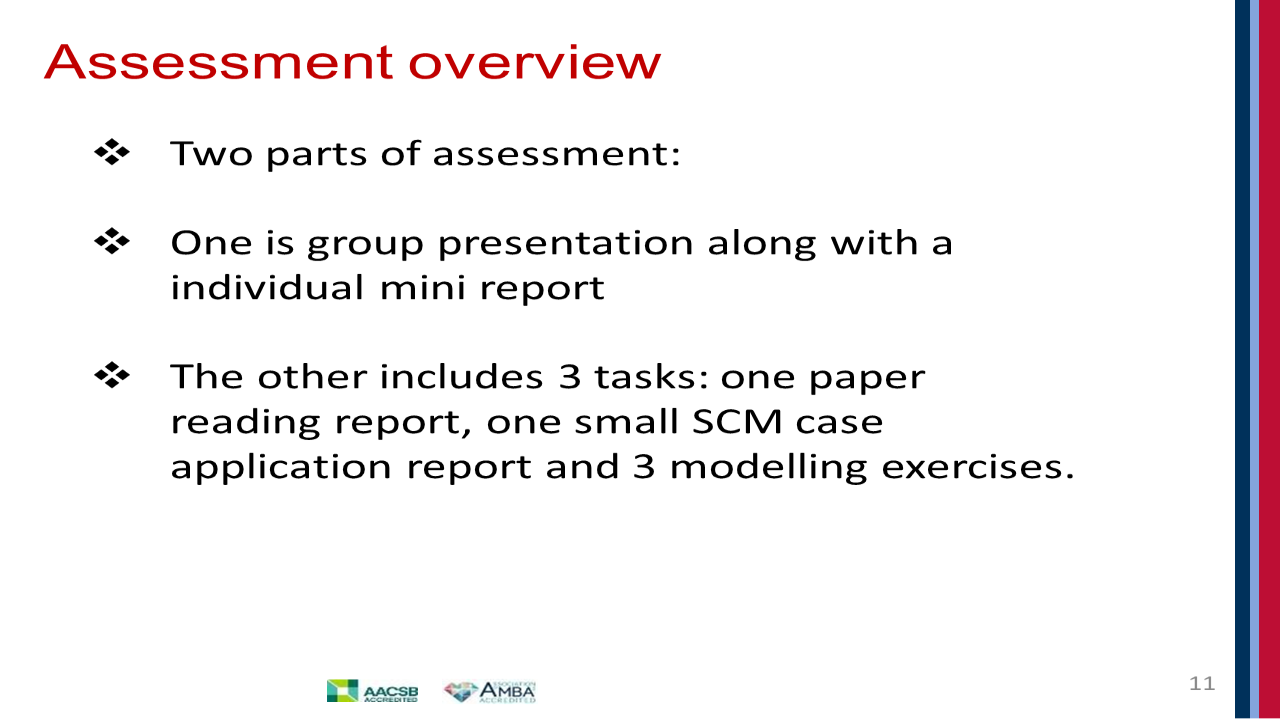 Assessment overview
❖ Two parts of assessment:
❖ One is group presentation along with a
individual mini report
❖ The other includes 3 tasks: one paper
reading report, one small SCM case
application report and 3 modelling exercises.
AACSB
ACCREDITED
ASSOCIATION
AMBA
ACCREDITED
11